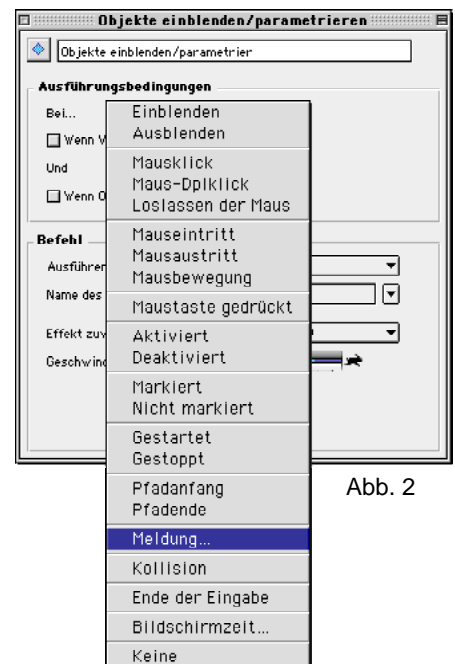 Objekte einblenden/parametrieren
Objekte einblenden/parametrier
Ausführungsbedingungen
Bei...
Wenn V
Und
Wenn O
Befehl
Ausführen
Name des
Effekt zuw
Geschwind
Einblenden
Ausblenden
Mausklick
Maus-Dplklick
Loslassen der Maus
Mauseintritt
Mausaustritt
Mausbewegung
Maustaste gedrückt
Aktiviert
Deaktiviert
Markiert
Nicht markiert
Gestartet
Gestoppt
Pfadanfang
Pfadende
Meldung...
Kollision
Ende der Eingabe
Bildschirmzeit...
Keine
Abb. 2